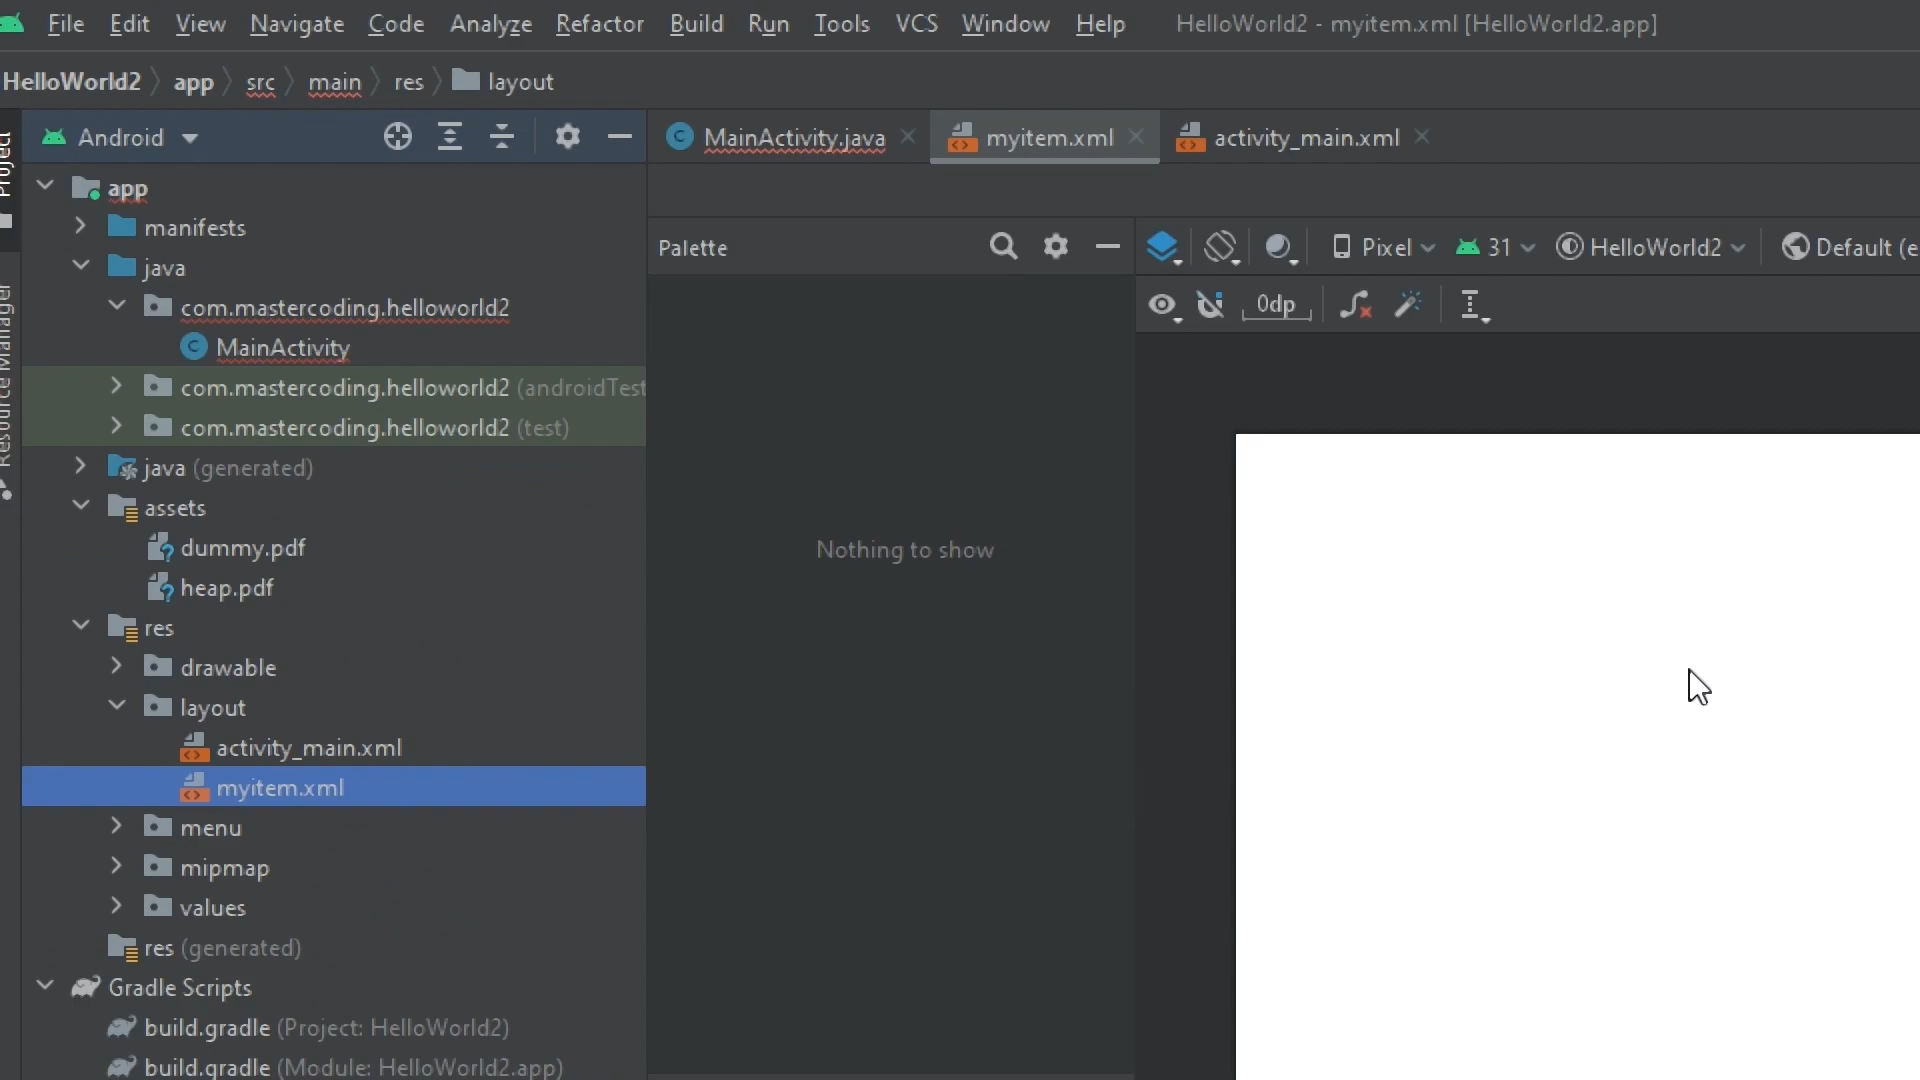 File Edit View Navigate Code Analyze Refactor Build Run Tools VCS Window Help HelloWorld2 - myitem.xml [HelloWorld2.app]
HelloWorld2 app src main res layout
Project
Resource Manager
Android
app
manifests
java
com.mastercoding.helloworld2
MainActivity
com.mastercoding.helloworld2 (androidTest
com.mastercoding.helloworld2 (test)
java (generated)
assets
dummy.pdf
heap.pdf
res
drawable
layout
activity_main.xml
myitem.xml
menu
mipmap
values
res (generated)
Gradle Scripts
build.gradle (Project: HelloWorld2)
build.gradle (Module: HelloWorld2.app)
MainActivity.java myitem.xml activity_main.xml
Palette
Nothing to show
Pixel 31 HelloWorld2 Default (e
0dp